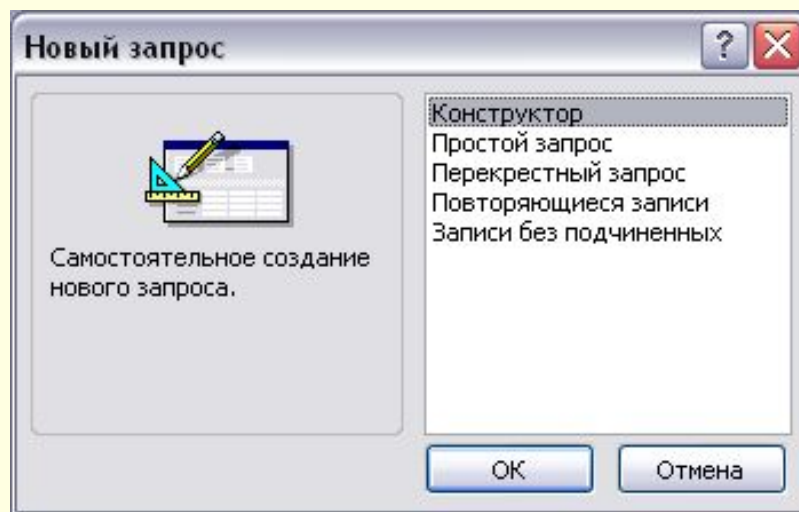 Новый запрос
Самостоятельное создание
нового запроса.
Конструктор
Простой запрос
Перекрестный запрос
Повторяющиеся записи
Записи без подчиненных
ОК
Отмена